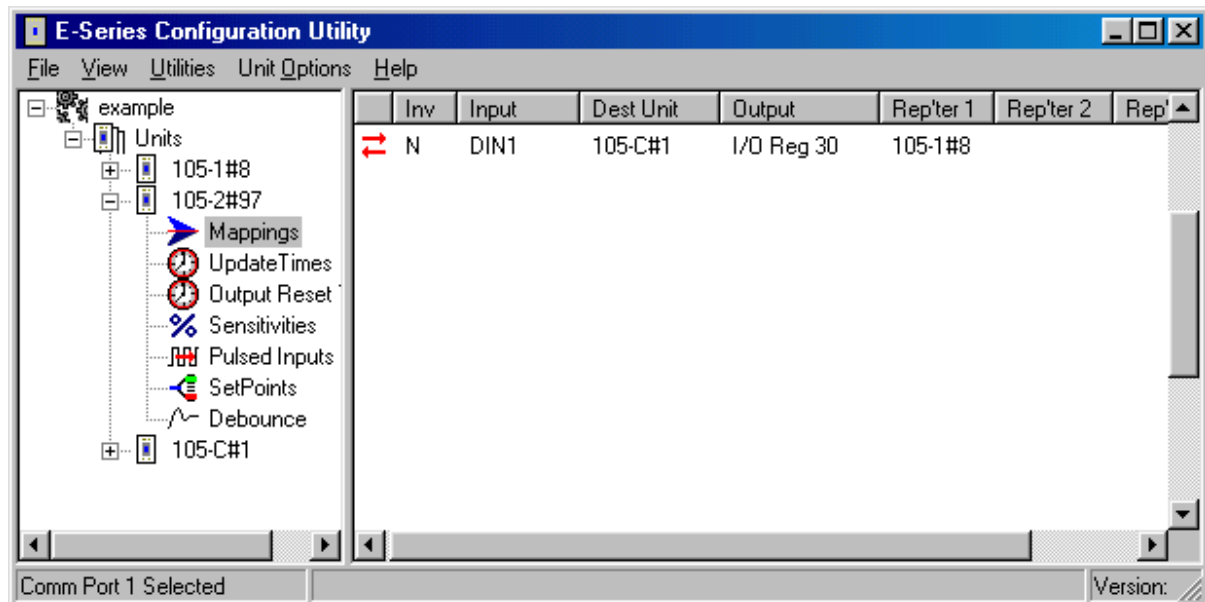 E-Series Configuration Utility
File View Utilities Unit Options Help
example
Units
105-1#8
105-2#97
Mappings
UpdateTimes
Output Reset
Sensitivities
Pulsed Inputs
SetPoints
Debounce
105-C#1
Inv Input Dest Unit Output Rep'ter 1 Rep'ter 2 Rep'
N DIN1 105-C#1 I/O Reg 30 105-1#8
Comm Port 1 Selected
Version: